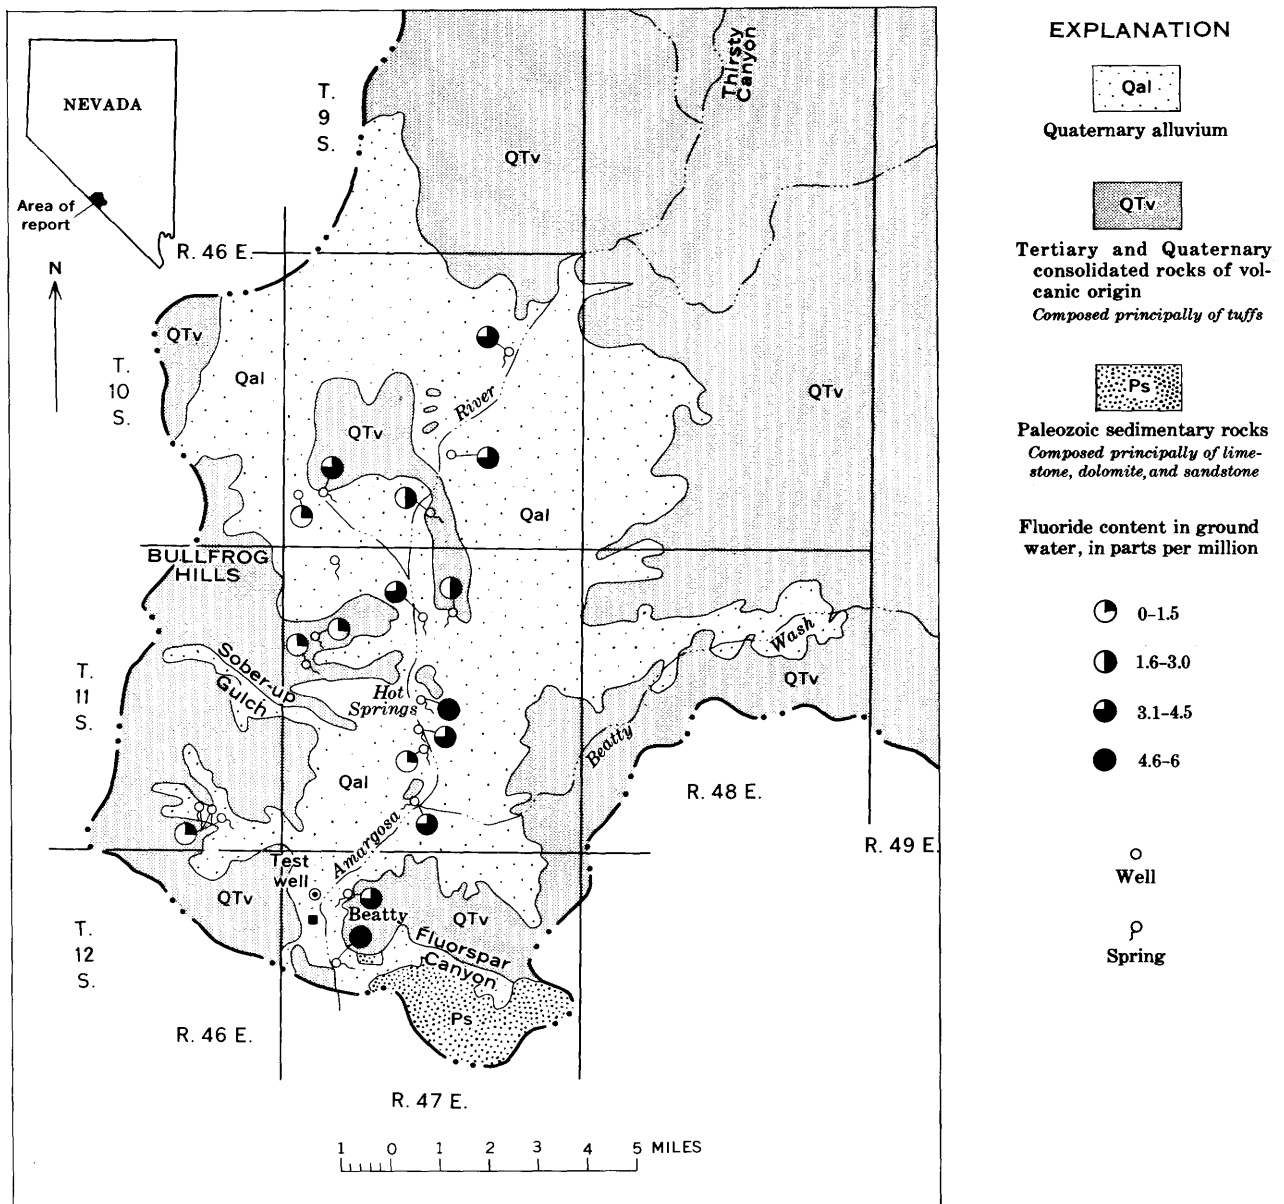 NEVADA
Area of
report
N
T.
9
S.
R. 46 E.
Thirsty
Canyon
QTv
QTv
T.
10
S.
Qal
River
QTv
QTv
Qal
BULLFROG
HILLS
T.
11
S.
Sober-up
Gulch
Hot
Springs
Wash
QTv
Beatty
Qal
R. 48 E.
R. 49 E.
Amargosa
Test
well
QTv
Beatty
QTv
Fluorspar
Canyon
T.
12
S.
Ps
R. 46 E.
R. 47 E.
1 0 1 2 3 4 5 MILES
EXPLANATION
Qal
Quaternary alluvium
QTv
Tertiary and Quaternary
consolidated rocks of vol-
canic origin
Composed principally of tuffs
Ps
Paleozoic sedimentary rocks
Composed principally of lime-
stone, dolomite, and sandstone
Fluoride content in ground
water, in parts per million
0–1.5
1.6–3.0
3.1–4.5
4.6–6
Well
Spring